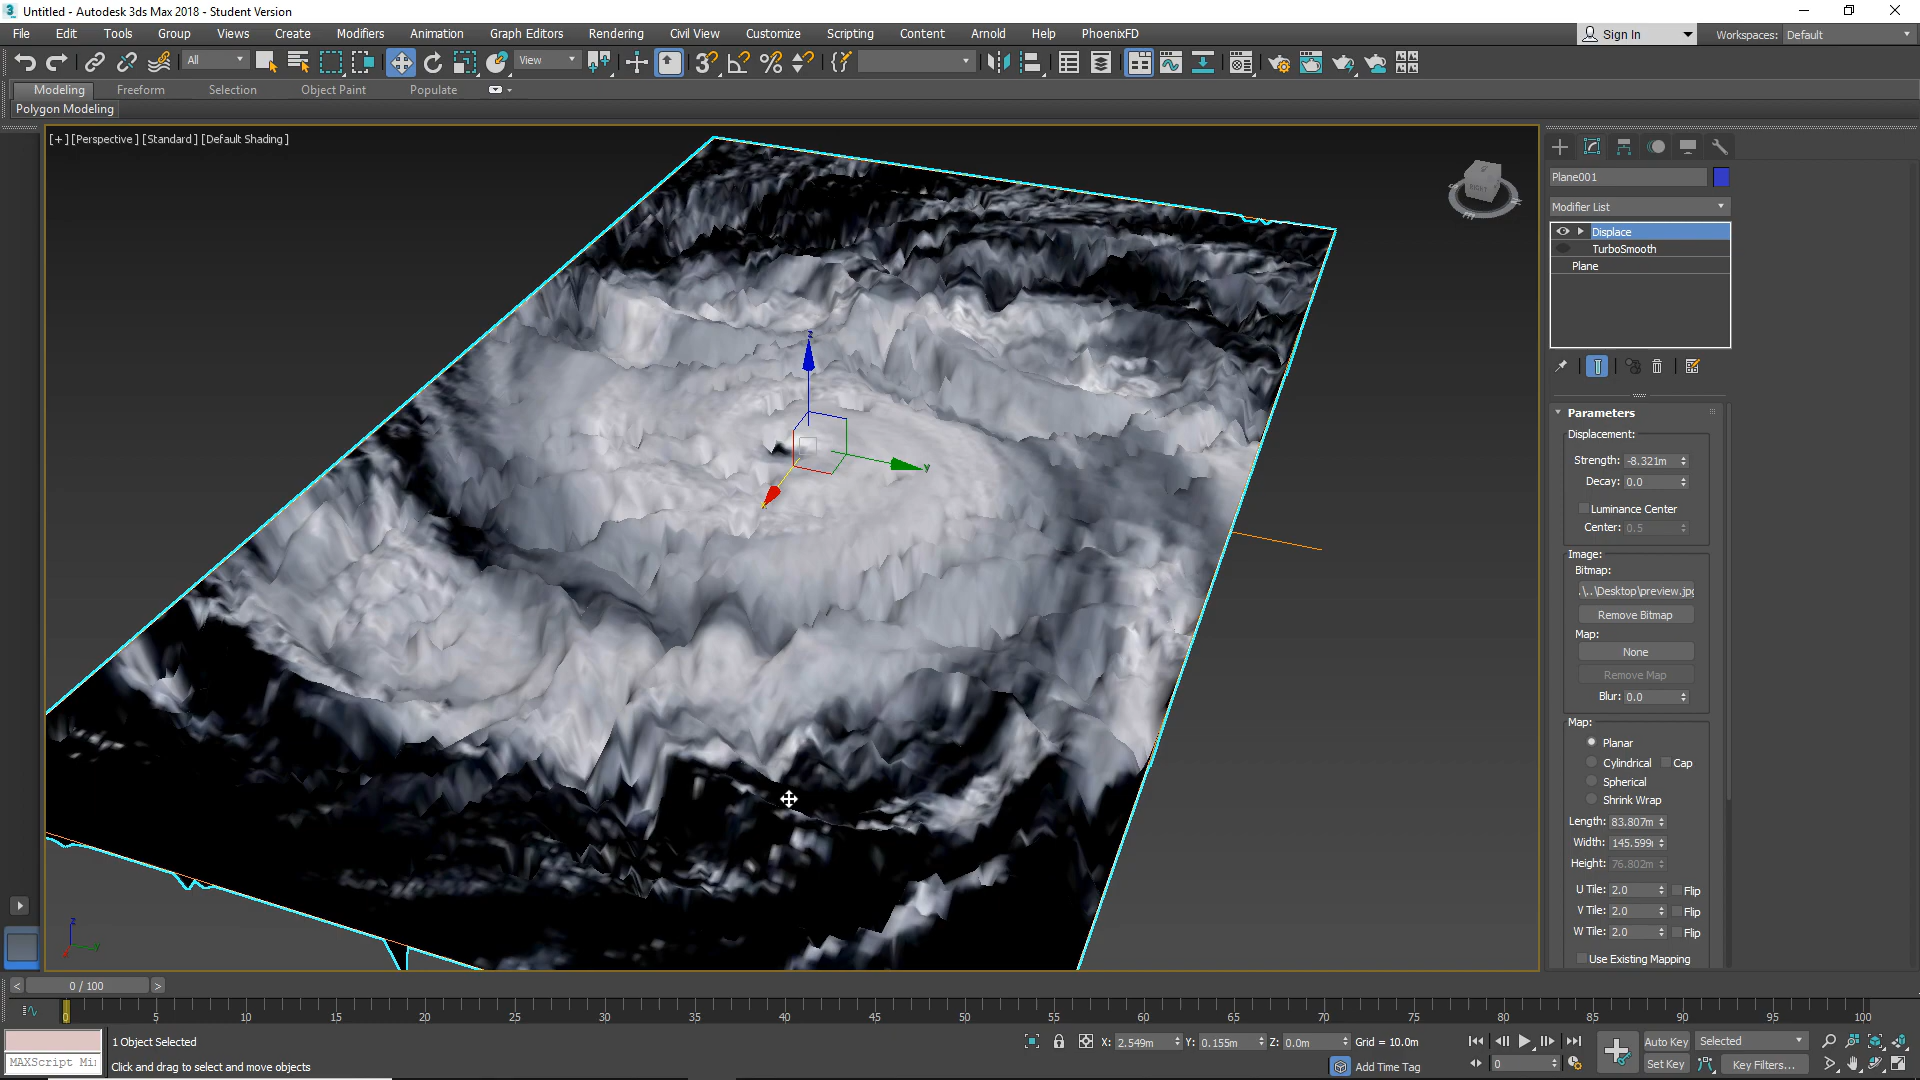 Untitled - Autodesk 3ds Max 2018 - Student Version
File Edit Tools Group Views Create Modifiers Animation Graph Editors Rendering Civil View Customize Scripting Content Arnold Help PhoenixFD
Sign In
Workspaces: Default
All
View
Modeling Freeform Selection Object Paint Populate
Polygon Modeling
[+] [Perspective] [Standard] [Default Shading]
RIGHT
Plane001
Modifier List
Displace
TurboSmooth
Plane
z
y
Parameters
Displacement:
Strength: -8.321m
Decay: 0.0
Luminance Center
Center: 0.5
Image:
Bitmap:
.\..\Desktop\preview.jpg
Remove Bitmap
Map:
None
Remove Map
Blur: 0.0
Map:
Planar
Cylindrical Cap
Spherical
Shrink Wrap
Length: 83.807m
Width: 145.599
Height: 76.802m
U Tile: 2.0 Flip
V Tile: 2.0 Flip
W Tile: 2.0 Flip
Use Existing Mapping
z
y
< 0 / 100 >
0 5 10 15 20 25 30 35 40 45 50 55 60 65 70 75 80 85 90 95 100
1 Object Selected
X: 2.549m Y: 0.155m Z: 0.0m Grid = 10.0m
Auto Key Selected
MAXScript Mi
Click and drag to select and move objects
Add Time Tag
0
Set Key Key Filters...